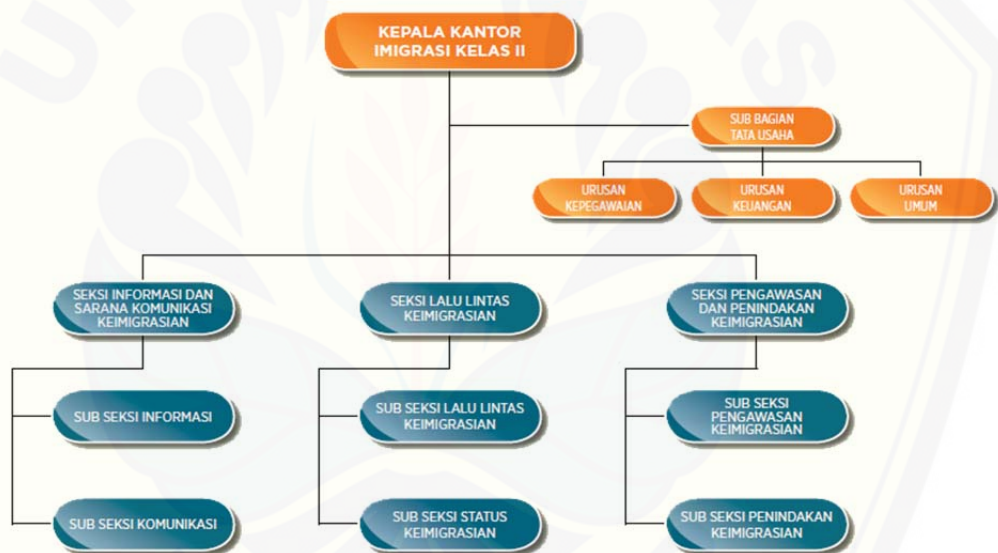 KEPALA KANTOR
IMIGRASI KELAS II
SUB BAGIAN
TATA USAHA
URUSAN
KEPEGAWAIAN
URUSAN
KEUANGAN
URUSAN
UMUM
SEKSI INFORMASI DAN
SARANA KOMUNIKASI
KEIMIGRASIAN
SEKSI LALU LINTAS
KEIMIGRASIAN
SEKSI PENGAWASAN
DAN PENINDAKAN
KEIMIGRASIAN
SUB SEKSI INFORMASI
SUB SEKSI LALU LINTAS
KEIMIGRASIAN
SUB SEKSI
PENGAWASAN
KEIMIGRASIAN
SUB SEKSI KOMUNIKASI
SUB SEKSI STATUS
KEIMIGRASIAN
SUB SEKSI PENINDAKAN
KEIMIGRASIAN